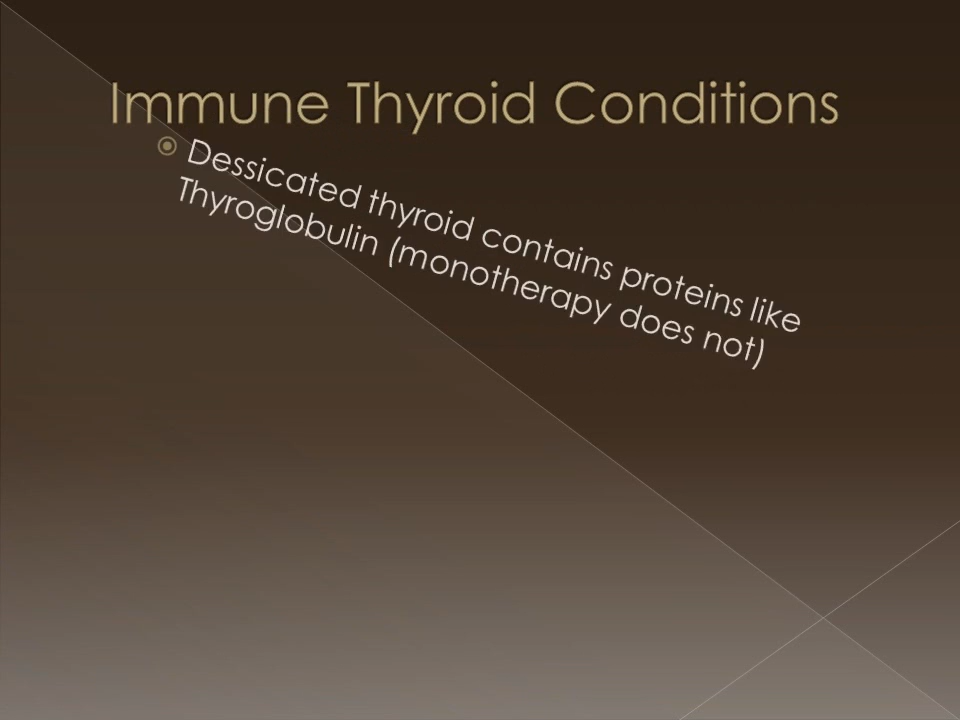 Immune Thyroid Conditions
Dessicated thyroid contains proteins like
Thyroglobulin (monotherapy does not)